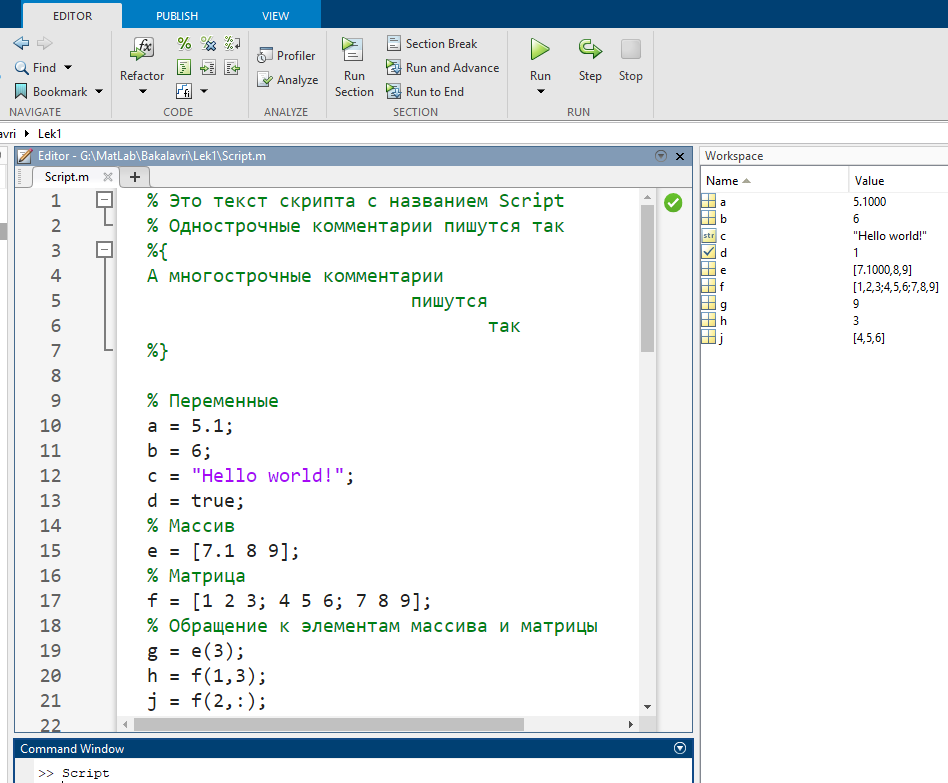 EDITOR PUBLISH VIEW
Find
Bookmark
NAVIGATE
Refactor
CODE
Profiler
Analyze
ANALYZE
Run
Section
Section Break
Run and Advance
Run to End
SECTION
Run Step Stop
RUN
avri Lek1
Editor - G:\MatLab\Bakalavri\Lek1\Script.m
Script.m
1 % Это текст скрипта с названием Script
2 % Однострочные комментарии пишутся так
3 %{
4 А многострочные комментарии
5 пишутся
6 так
7 %}
8
9 % Переменные
10 a = 5.1;
11 b = 6;
12 c = "Hello world!";
13 d = true;
14 % Массив
15 e = [7.1 8 9];
16 % Матрица
17 f = [1 2 3; 4 5 6; 7 8 9];
18 % Обращение к элементам массива и матрицы
19 g = e(3);
20 h = f(1,3);
21 j = f(2,:);
22
Workspace
Name Value
a 5.1000
b 6
str c "Hello world!"
d 1
e [7.1000,8,9]
f [1,2,3;4,5,6;7,8,9]
g 9
h 3
j [4,5,6]
Command Window
>> Script